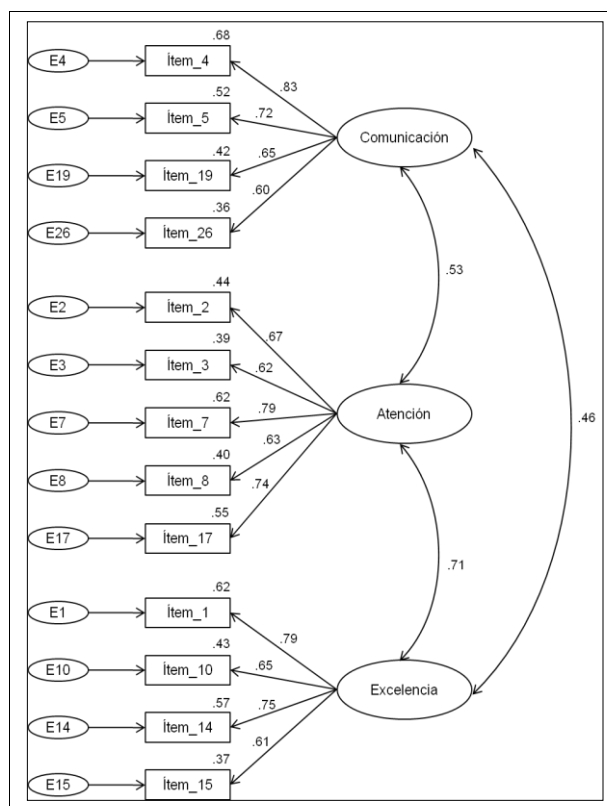 .68
E4 Ítem_4
.83
.52
E5 Ítem_5 .72 Comunicación
.42 .65
E19 Ítem_19
.60
.36
E26 Ítem_26
.53
.44
E2 Ítem_2
.67
.39
E3 Ítem_3 .62
.62 .79
E7 Ítem_7 Atención .46
.63
.40
E8 Ítem_8
.74
.55
E17 Ítem_17
.71
.62
E1 Ítem_1
.79
.43
E10 Ítem_10 .65
.57 .75 Excelencia
E14 Ítem_14
.61
.37
E15 Ítem_15